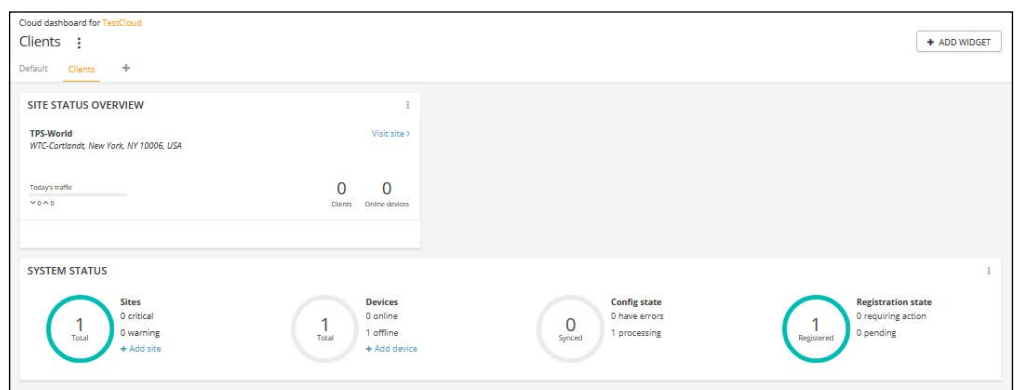 Cloud dashboard for TestCloud
Clients
+ ADD WIDGET
Default Clients +
SITE STATUS OVERVIEW
TPS-World
Visit site >
WTC-Cortlandt, New York, NY 10006, USA
Today's traffic
0 0
0 0
Clients Online devices
SYSTEM STATUS
1
Total
Sites
0 critical
0 warning
+ Add site
1
Total
Devices
0 online
1 offline
+ Add device
0
Synced
Config state
0 have errors
1 processing
1
Registered
Registration state
0 requiring action
0 pending